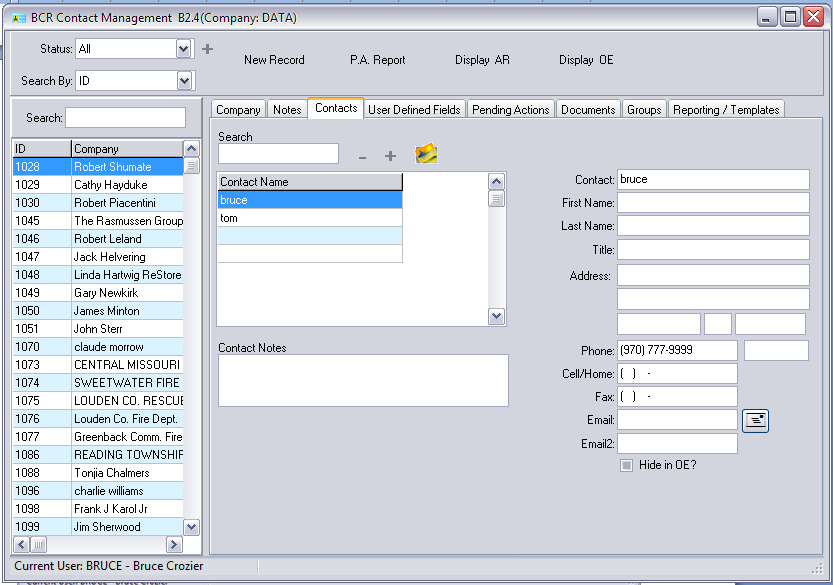 BCR Contact Management B2.4(Company: DATA)
Status: All
New Record P.A. Report Display AR Display OE
Search By: ID
Search:
Company Notes Contacts User Defined Fields Pending Actions Documents Groups Reporting / Templates
ID Company
1028 Robert Shumate
1029 Cathy Hayduke
1030 Robert Piacentini
1045 The Rasmussen Group
1046 Robert Leland
1047 Jack Helvering
1048 Linda Hartwig ReStore
1049 Gary Newkirk
1050 James Minton
1051 John Sterr
1070 claude morrow
1073 CENTRAL MISSOURI
1074 SWEETWATER FIRE
1075 LOUDEN CO. RESCUE
1076 Louden Co. Fire Dept.
1077 Greenback Comm. Fire
1086 READING TOWNSHIP
1088 Tonjia Chalmers
1096 charlie williams
1098 Frank J Karol Jr
1099 Jim Sherwood
Search
Contact Name
bruce
tom
Contact Notes
Contact: bruce
First Name:
Last Name:
Title:
Address:
Phone: (970) 777-9999
Cell/Home: ( ) -
Fax: ( ) -
Email:
Email2:
Hide in OE?
Current User: BRUCE - Bruce Crozier